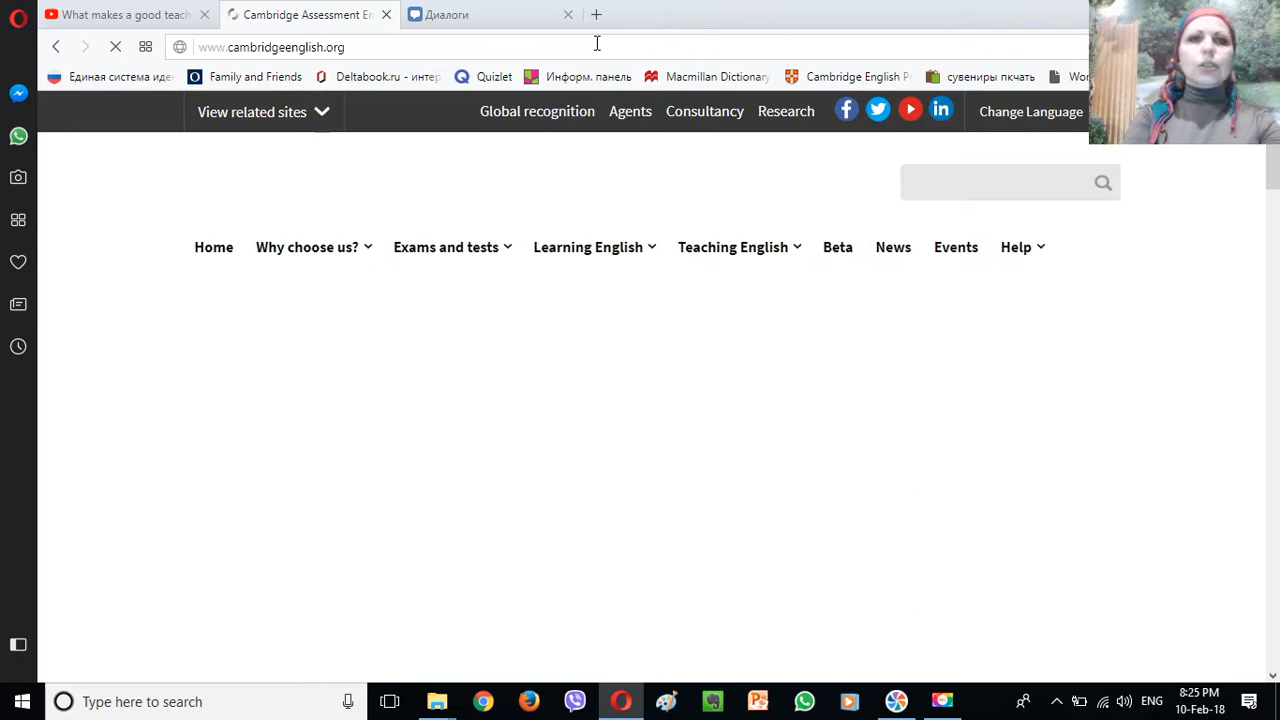 What makes a good teach
Cambridge Assessment En
Диалоги
www.cambridgeenglish.org
Единая система иде
Family and Friends
Deltabook.ru - интер
Quizlet
Информ. панель
Macmillan Dictionary
Cambridge English Pr
сувениры пкчать
Wor
View related sites
Global recognition
Agents
Consultancy
Research
Change Language
Home
Why choose us?
Exams and tests
Learning English
Teaching English
Beta
News
Events
Help
Type here to search
ENG
8:25 PM
10-Feb-18